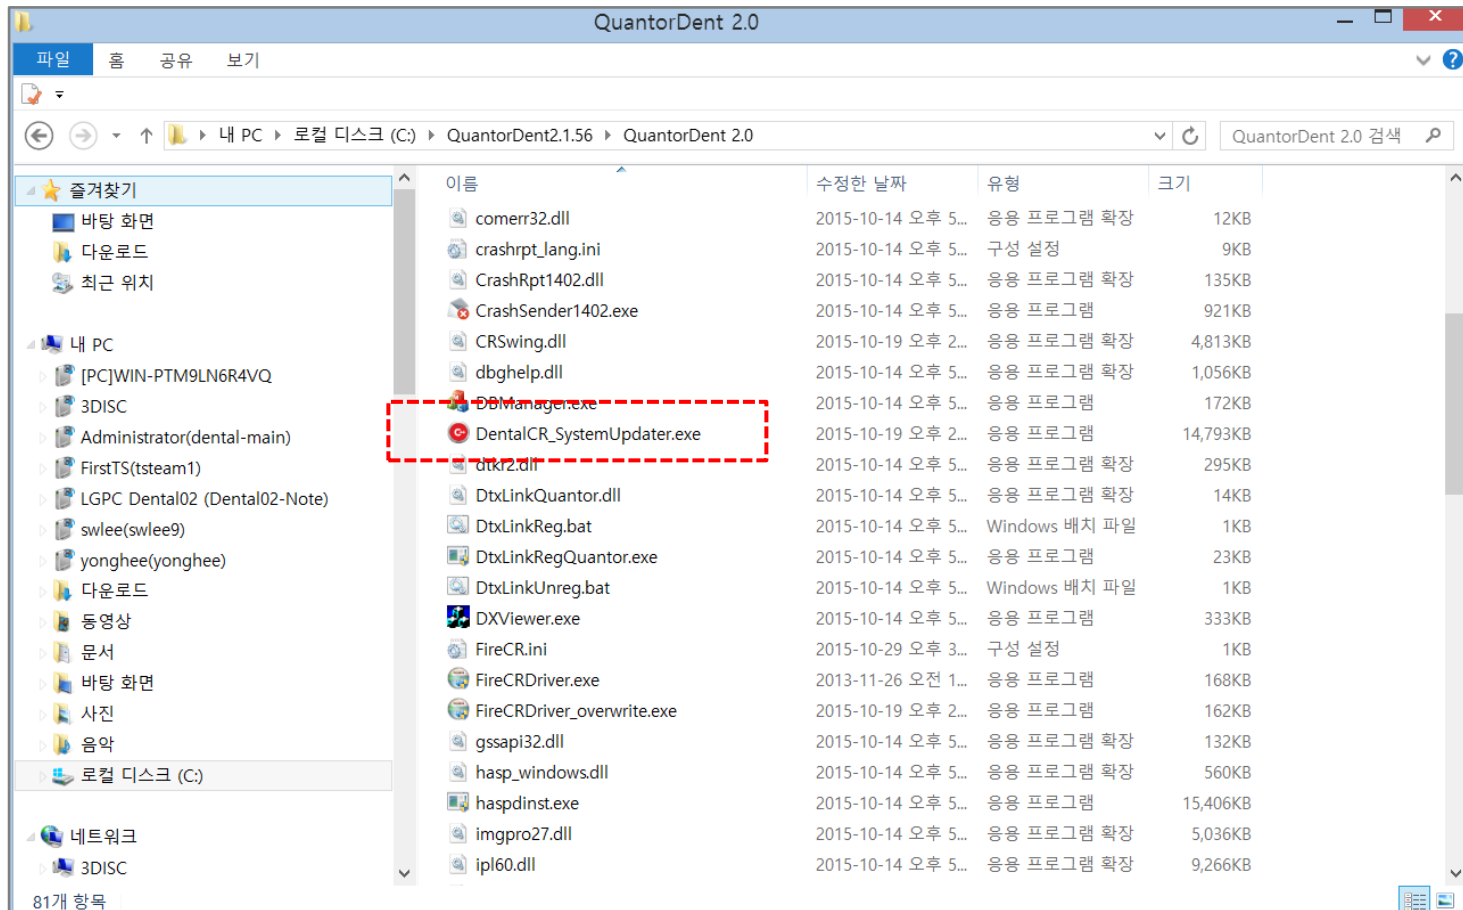 QuantorDent 2.0
파일 홈 공유 보기
내 PC 로컬 디스크 (C:) QuantorDent2.1.56 QuantorDent 2.0
QuantorDent 2.0 검색
즐겨찾기
바탕 화면
다운로드
최근 위치
내 PC
[PC]WIN-PTM9LN6R4VQ
3DISC
Administrator(dental-main)
FirstTS(tsteam1)
LGPC Dental02 (Dental02-Note)
swlee(swlee9)
yonghee(yonghee)
다운로드
동영상
문서
바탕 화면
사진
음악
로컬 디스크 (C:)
네트워크
3DISC
이름 수정한 날짜 유형 크기
comerr32.dll 2015-10-14 오후 5... 응용 프로그램 확장 12KB
crashrpt_lang.ini 2015-10-14 오후 5... 구성 설정 9KB
CrashRpt1402.dll 2015-10-14 오후 5... 응용 프로그램 확장 135KB
CrashSender1402.exe 2015-10-14 오후 5... 응용 프로그램 921KB
CRSwing.dll 2015-10-19 오후 2... 응용 프로그램 확장 4,813KB
dbghelp.dll 2015-10-14 오후 5... 응용 프로그램 확장 1,056KB
DBManager.exe 2015-10-14 오후 5... 응용 프로그램 172KB
DentalCR_SystemUpdater.exe 2015-10-19 오후 2... 응용 프로그램 14,793KB
dtkr2.dll 2015-10-14 오후 5... 응용 프로그램 확장 295KB
DtxLinkQuantor.dll 2015-10-14 오후 5... 응용 프로그램 확장 14KB
DtxLinkReg.bat 2015-10-14 오후 5... Windows 배치 파일 1KB
DtxLinkRegQuantor.exe 2015-10-14 오후 5... 응용 프로그램 23KB
DtxLinkUnreg.bat 2015-10-14 오후 5... Windows 배치 파일 1KB
DXViewer.exe 2015-10-14 오후 5... 응용 프로그램 333KB
FireCR.ini 2015-10-29 오후 3... 구성 설정 1KB
FireCRDriver.exe 2013-11-26 오전 1... 응용 프로그램 168KB
FireCRDriver_overwrite.exe 2015-10-19 오후 2... 응용 프로그램 162KB
gssapi32.dll 2015-10-14 오후 5... 응용 프로그램 확장 132KB
hasp_windows.dll 2015-10-14 오후 5... 응용 프로그램 확장 560KB
haspdinst.exe 2015-10-14 오후 5... 응용 프로그램 15,406KB
imgpro27.dll 2015-10-14 오후 5... 응용 프로그램 확장 5,036KB
ipl60.dll 2015-10-14 오후 5... 응용 프로그램 확장 9,266KB
81개 항목